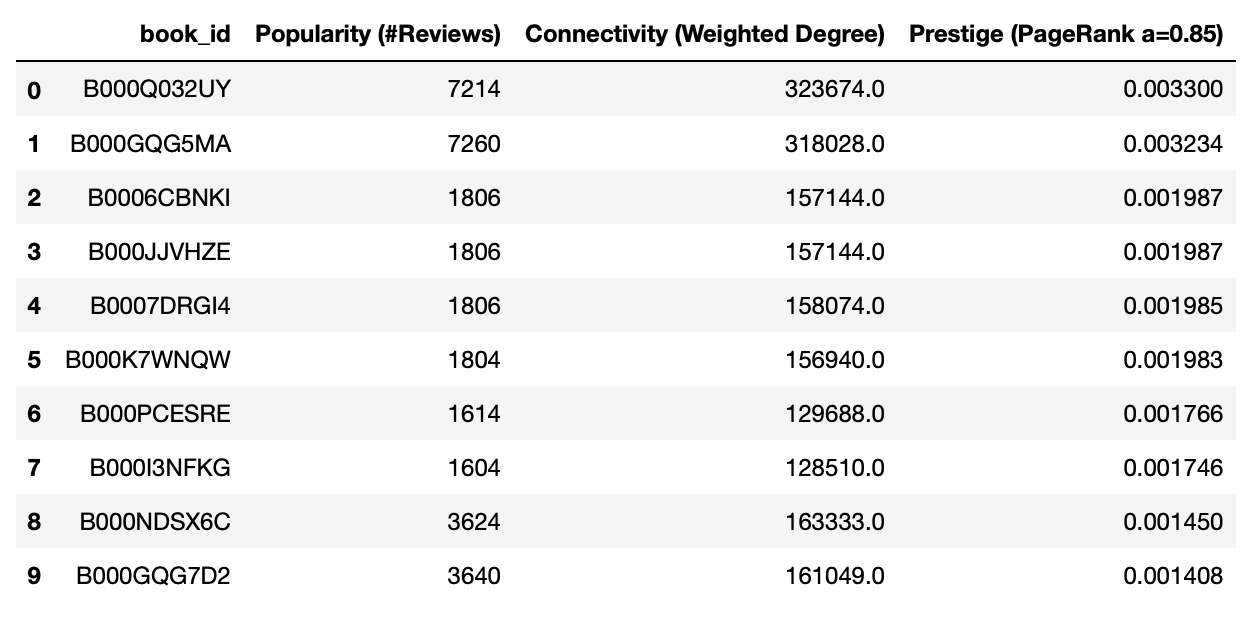 book_id Popularity (#Reviews) Connectivity (Weighted Degree) Prestige (PageRank a=0.85)
0 B000Q032UY 7214 323674.0 0.003300
1 B000GQG5MA 7260 318028.0 0.003234
2 B0006CBNKI 1806 157144.0 0.001987
3 B000JJVHZE 1806 157144.0 0.001987
4 B0007DRGI4 1806 158074.0 0.001985
5 B000K7WNQW 1804 156940.0 0.001983
6 B000PCESRE 1614 129688.0 0.001766
7 B000I3NFKG 1604 128510.0 0.001746
8 B000NDSX6C 3624 163333.0 0.001450
9 B000GQG7D2 3640 161049.0 0.001408